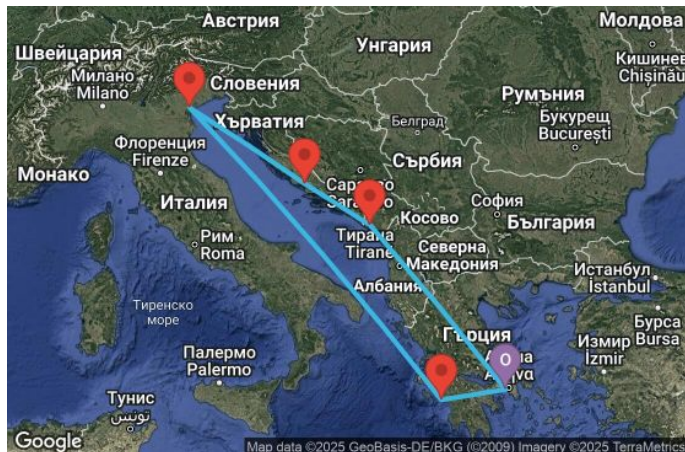 Австрия
Молдова
Унгария
Швейцария
Кишинев
Chișinău
Милано
Milano
Словения
Румъния
Хърватия
Букурещ
București
Белград
Флоренция
Firenze
Сърбия
Монако
Сараево
София
Италия
Косово
България
Рим
Roma
Тирана
Tirane
Северна
Македония
Истанбул
İstanbul
Албания
Тиренско
море
Бурса
Bursa
Гърция
Измир
İzmir
Палермо
Palermo
O
Тунис
تونس
Google
Map data ©2025 GeoBasis-DE/BKG (©2009) Imagery ©2025 TerraMetrics